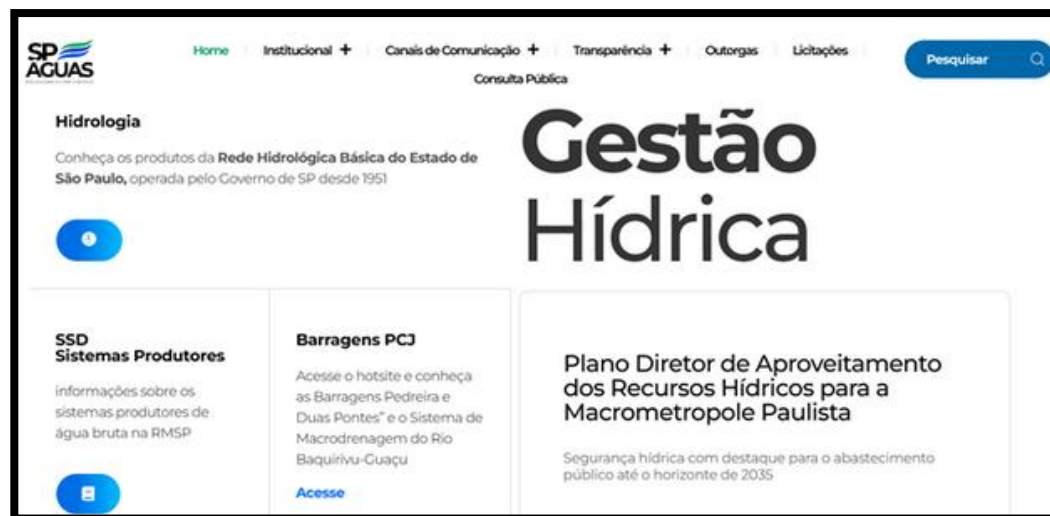 SP
ÁGUAS
Home
Institucional +
Canais de Comunicação +
Transparência +
Outorgas
Licitações
Consulta Pública
Pesquisar
Hidrologia
Conheça os produtos da Rede Hidrológica Básica do Estado de
São Paulo, operada pelo Governo de SP desde 1951
Gestão
Hídrica
SSD
Sistemas Produtores
informações sobre os
sistemas produtores de
água bruta na RMSP
Barragens PCJ
Acesse o hotsite e conheça
as Barragens Pedreira e
Duas Pontes" e o Sistema de
Macrodrenagem do Rio
Baquirivu-Guaçu
Acesse
Plano Diretor de Aproveitamento
dos Recursos Hídricos para a
Macrometropole Paulista
Segurança hídrica com destaque para o abastecimento
público até o horizonte de 2035